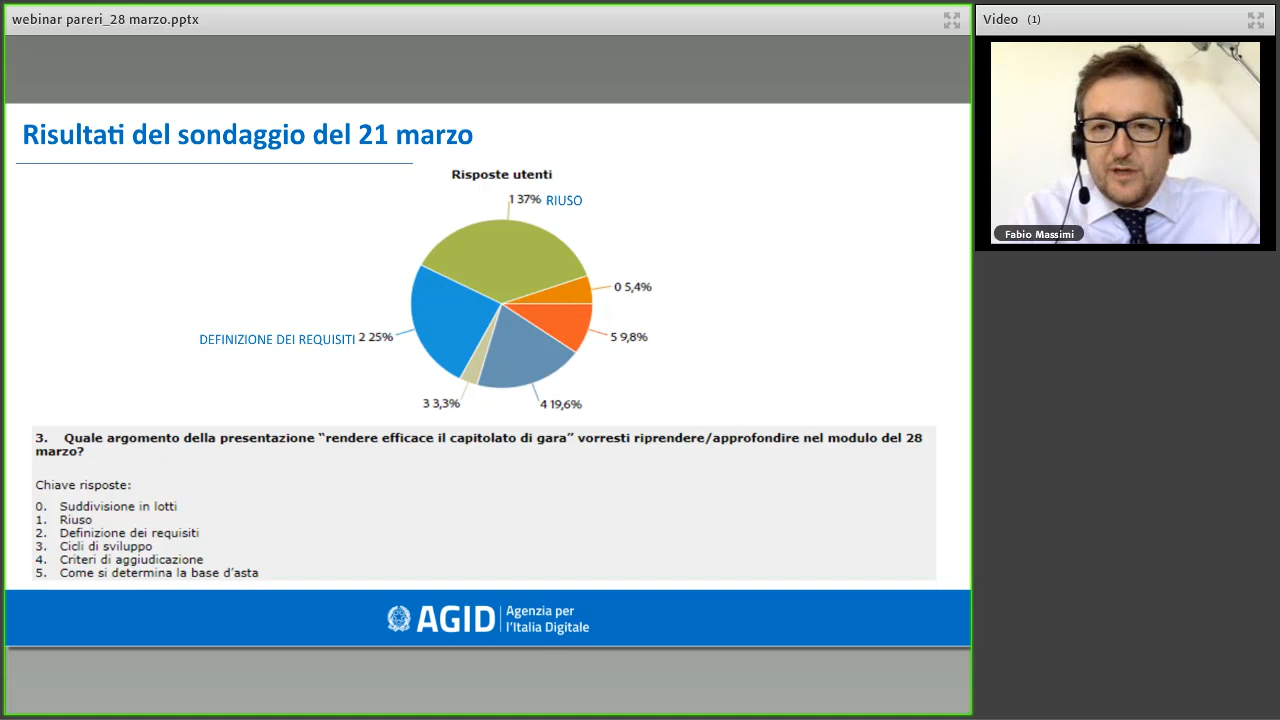 webinar pareri_28 marzo.pptx
Video (1)
Fabio Massimi
Risultati del sondaggio del 21 marzo
Risposte utenti
1 37% RIUSO
0 5,4%
DEFINIZIONE DEI REQUISITI 2 25%
5 9,8%
3 3,3%
4 19,6%
3. Quale argomento della presentazione “rendere efficace il capitolato di gara” vorresti riprendere/approfondire nel modulo del 28
marzo?
Chiave risposte:
0. Suddivisione in lotti
1. Riuso
2. Definizione dei requisiti
3. Cicli di sviluppo
4. Criteri di aggiudicazione
5. Come si determina la base d’asta
AGID
Agenzia per
l’Italia Digitale